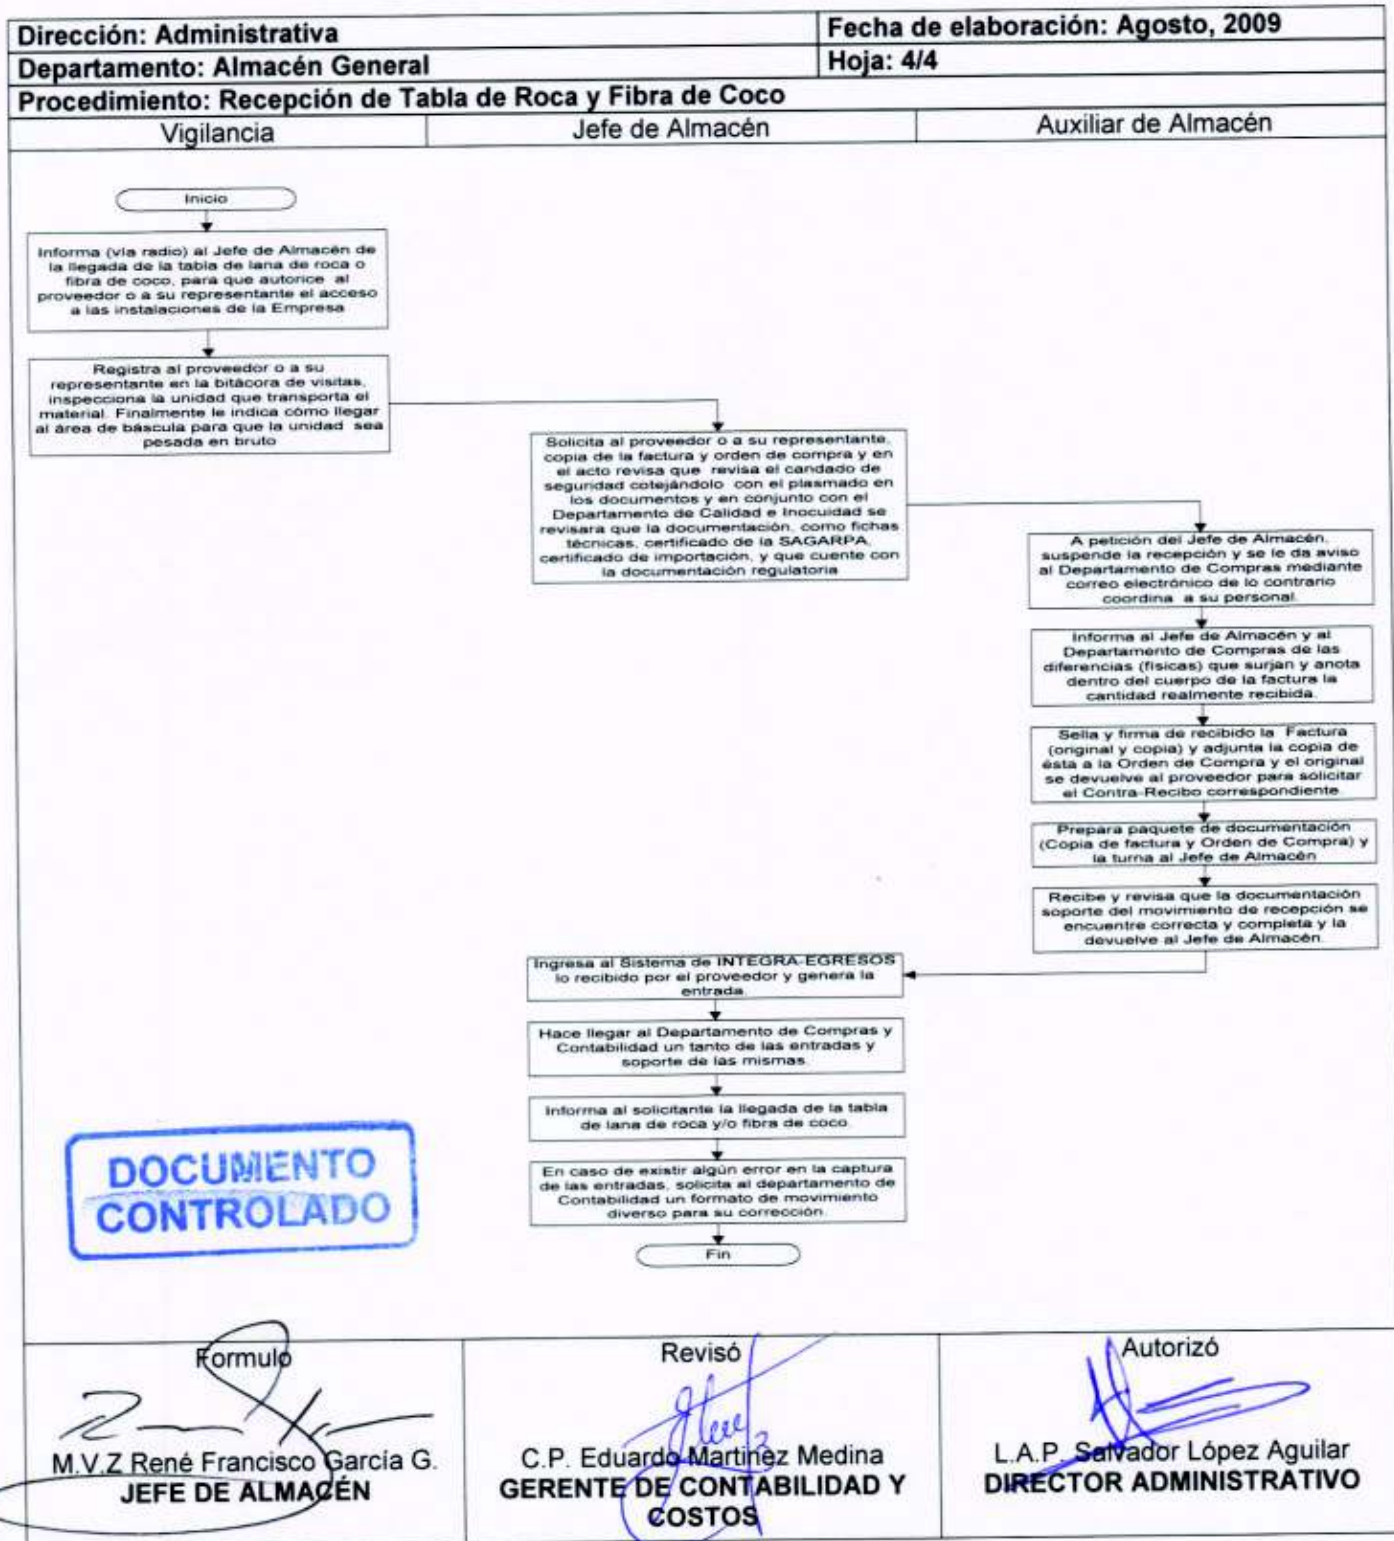 Dirección: Administrativa
Fecha de elaboración: Agosto, 2009
Departamento: Almacén General
Hoja: 4/4
Procedimiento: Recepción de Tabla de Roca y Fibra de Coco
Vigilancia
Jefe de Almacén
Auxiliar de Almacén
Inicio
Informa (vía radio) al Jefe de Almacén de
la llegada de la tabla de lana de roca o
fibra de coco, para que autorice al
proveedor o a su representante el acceso
a las instalaciones de la Empresa
Registra al proveedor o a su
representante en la bitácora de visitas,
inspecciona la unidad que transporta el
material. Finalmente le indica cómo llegar
al área de báscula para que la unidad sea
pesada en bruto
Solicita al proveedor o a su representante,
copia de la factura y orden de compra y en
el acto revisa que revisa el candado de
seguridad cotejándolo con el plasmado en
los documentos y en conjunto con el
Departamento de Calidad e Inocuidad se
revisara que la documentación, como fichas
técnicas, certificado de la SAGARPA,
certificado de importación, y que cuente con
la documentación regulatoria
A petición del Jefe de Almacén,
suspende la recepción y se le da aviso
al Departamento de Compras mediante
correo electrónico de lo contrario
coordina a su personal.
Informa al Jefe de Almacén y al
Departamento de Compras de las
diferencias (físicas) que surjan y anota
dentro del cuerpo de la factura la
cantidad realmente recibida.
Sella y firma de recibido la Factura
(original y copia) y adjunta la copia de
ésta a la Orden de Compra y el original
se devuelve al proveedor para solicitar
el Contra-Recibo correspondiente.
Prepara paquete de documentación
(Copia de factura y Orden de Compra) y
la turna al Jefe de Almacén
Recibe y revisa que la documentación
soporte del movimiento de recepción se
encuentre correcta y completa y la
devuelve al Jefe de Almacén.
Ingresa al Sistema de INTEGRA-EGRESOS
lo recibido por el proveedor y genera la
entrada.
Hace llegar al Departamento de Compras y
Contabilidad un tanto de las entradas y
soporte de las mismas.
Informa al solicitante la llegada de la tabla
de lana de roca y/o fibra de coco.
En caso de existir algún error en la captura
de las entradas, solicita al departamento de
Contabilidad un formato de movimiento
diverso para su corrección.
Fin
DOCUMENTO
CONTROLADO
Formuló
Revisó
Autorizó
M.V.Z René Francisco García G.
JEFE DE ALMACÉN
C.P. Eduardo Martínez Medina
GERENTE DE CONTABILIDAD Y
COSTOS
L.A.P. Salvador López Aguilar
DIRECTOR ADMINISTRATIVO